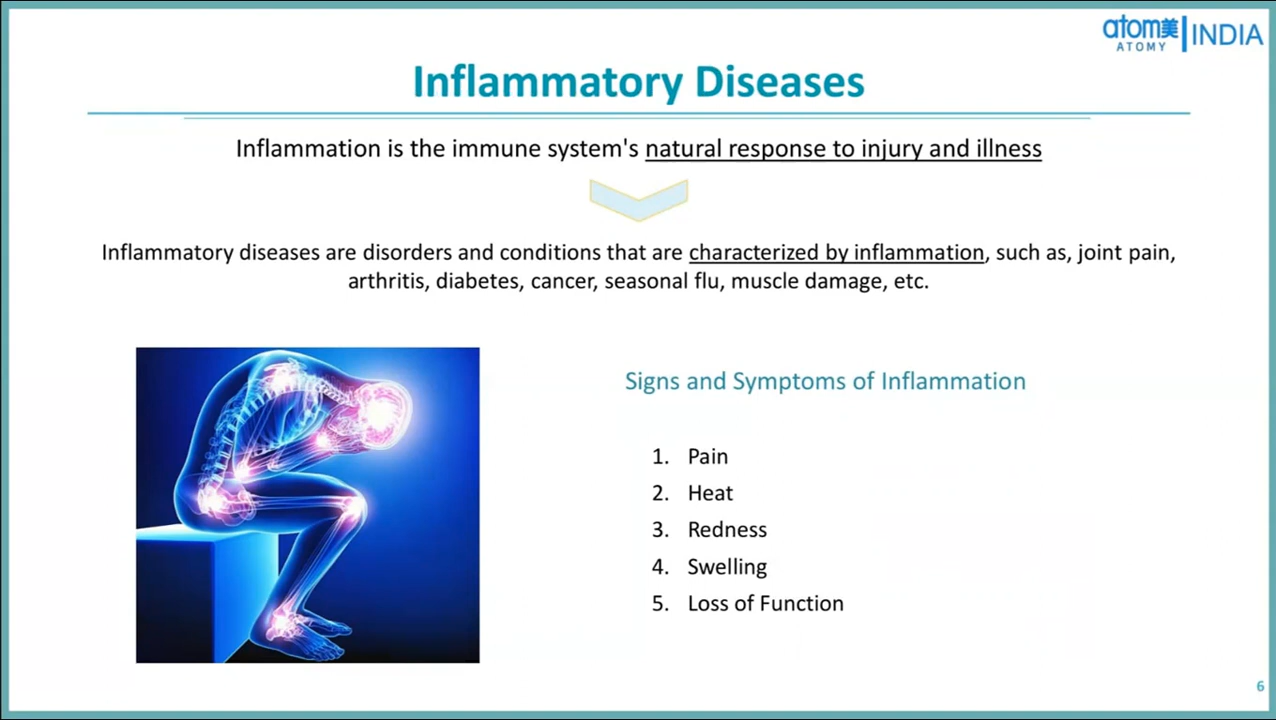 atom美 | INDIA
ATOMY
Inflammatory Diseases
Inflammation is the immune system's natural response to injury and illness
Inflammatory diseases are disorders and conditions that are characterized by inflammation, such as, joint pain,
arthritis, diabetes, cancer, seasonal flu, muscle damage, etc.
Signs and Symptoms of Inflammation
1. Pain
2. Heat
3. Redness
4. Swelling
5. Loss of Function
6